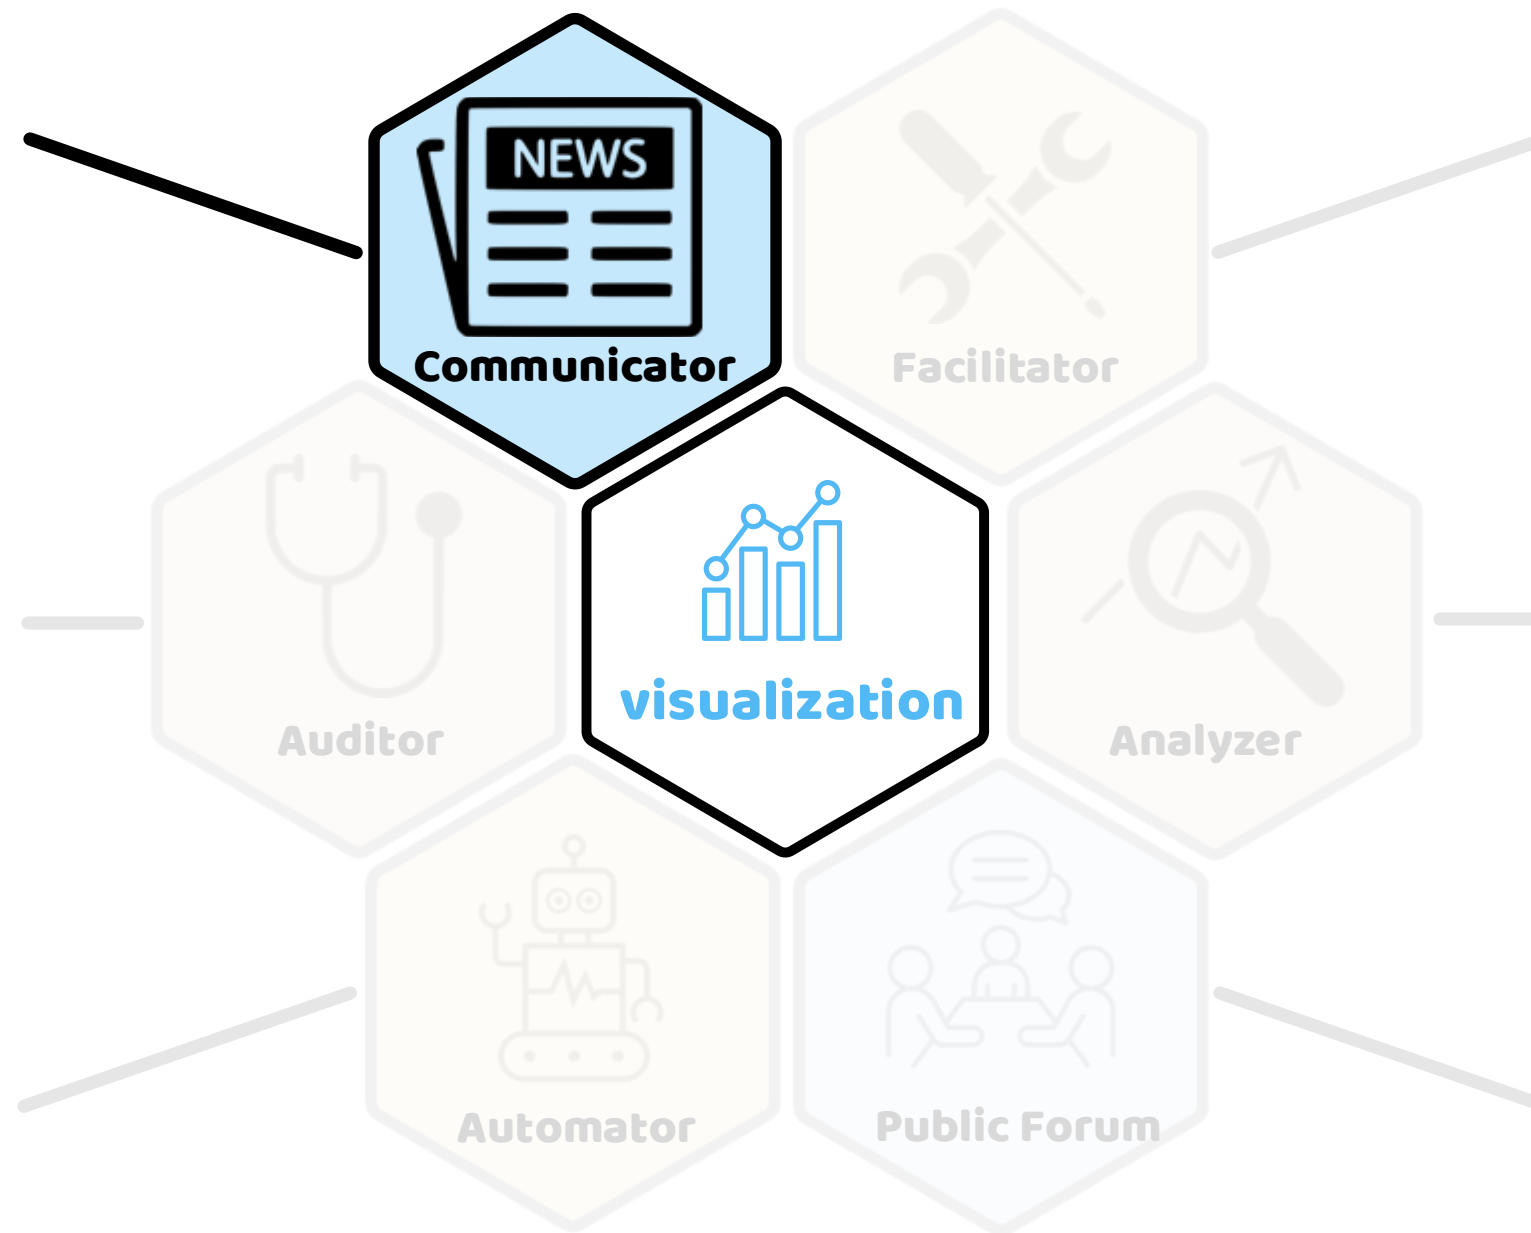 NEWS
Communicator
Facilitator
Auditor
visualization
Analyzer
Automator
Public Forum